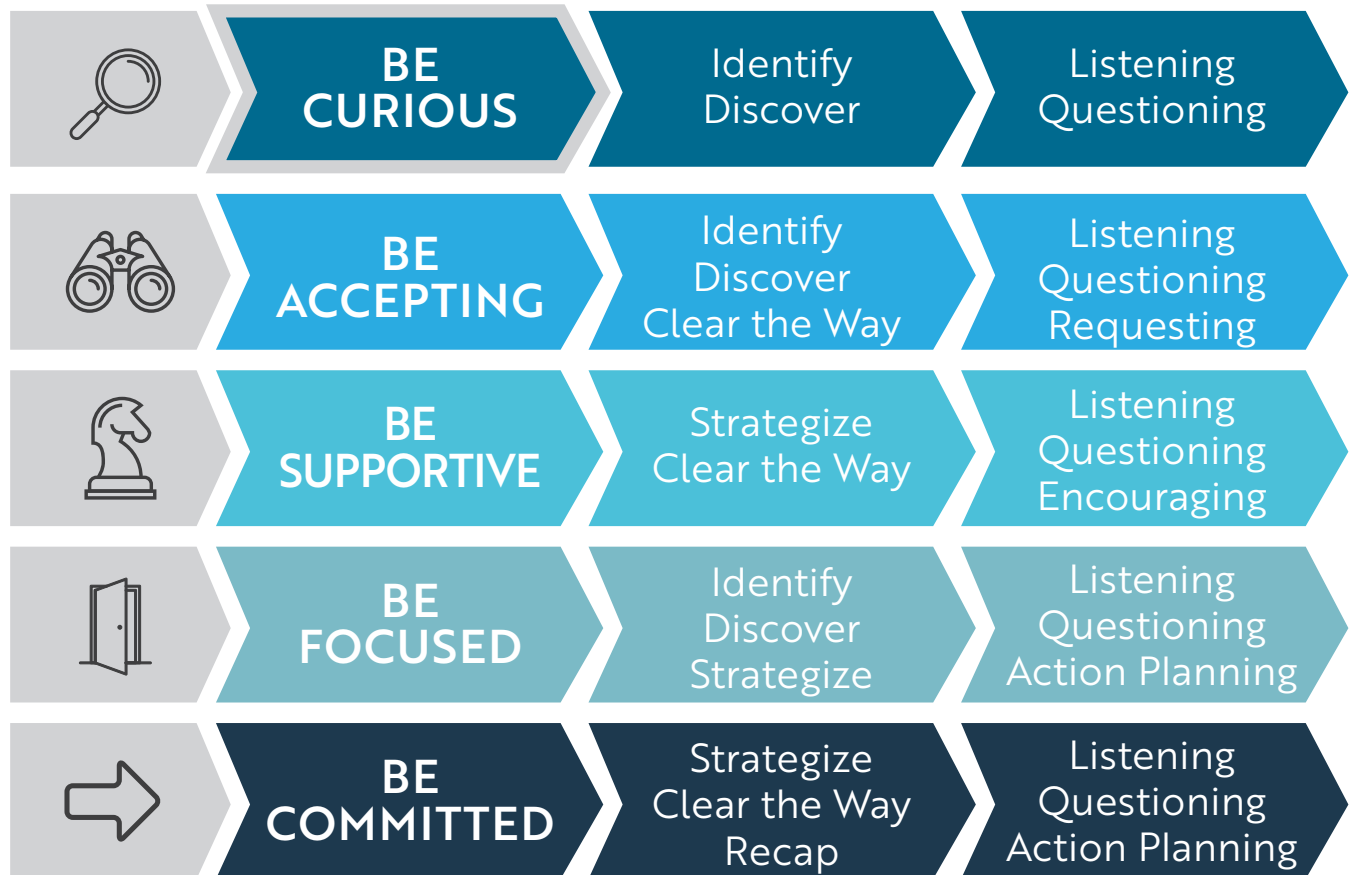 BE
CURIOUS
Identify
Discover
Listening
Questioning
BE
ACCEPTING
Identify
Discover
Clear the Way
Listening
Questioning
Requesting
BE
SUPPORTIVE
Strategize
Clear the Way
Listening
Questioning
Encouraging
BE
FOCUSED
Identify
Discover
Strategize
Listening
Questioning
Action Planning
BE
COMMITTED
Strategize
Clear the Way
Recap
Listening
Questioning
Action Planning